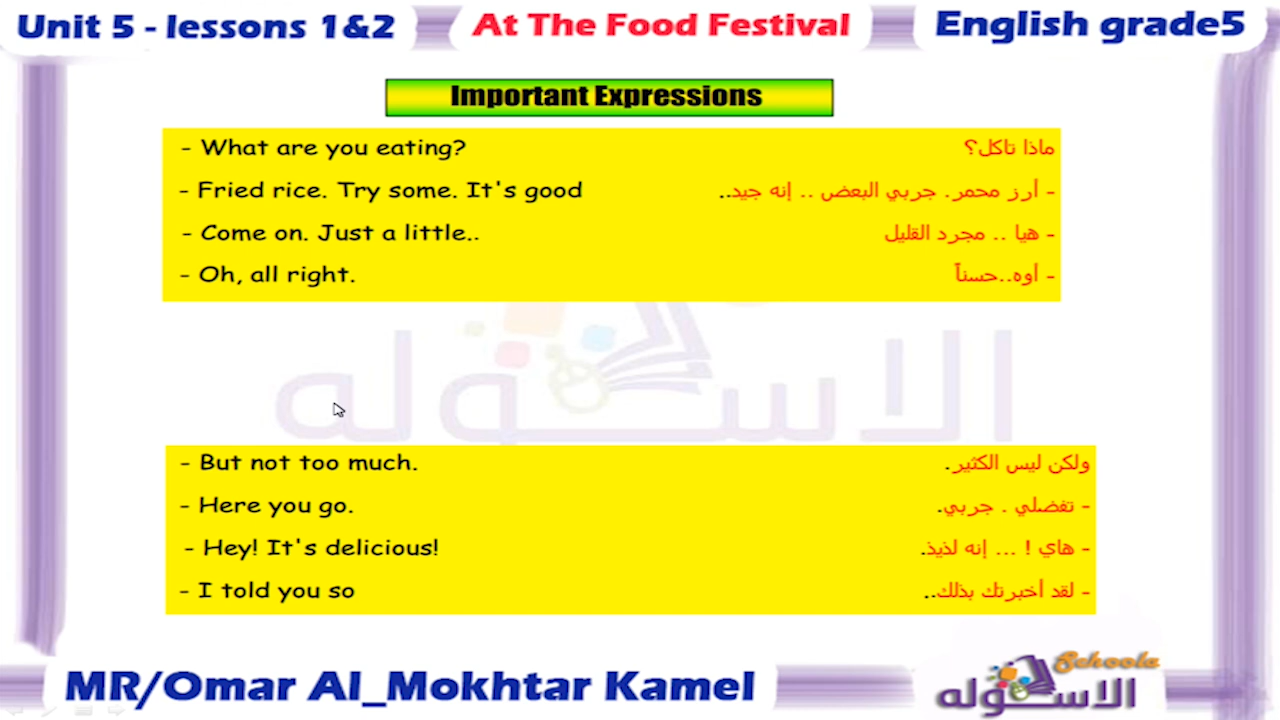 Unit 5 - lessons 1&2
At The Food Festival
English grade5
Important Expressions
- What are you eating?
ماذا تاكل؟
- Fried rice. Try some. It's good
- أرز محمر. جربي البعض .. إنه جيد..
- Come on. Just a little..
- هيا .. مجرد القليل
- Oh, all right.
- أوه..حسناً
الاسـولـه
- But not too much.
ولكن ليس الكثير.
- Here you go.
- تفضلي . جربي.
- Hey! It's delicious!
- هاي ! ... إنه لذيذ.
- I told you so
- لقد أخبرتك بذلك..
MR/Omar Al_Mokhtar Kamel
Schoola
الاسـولـه